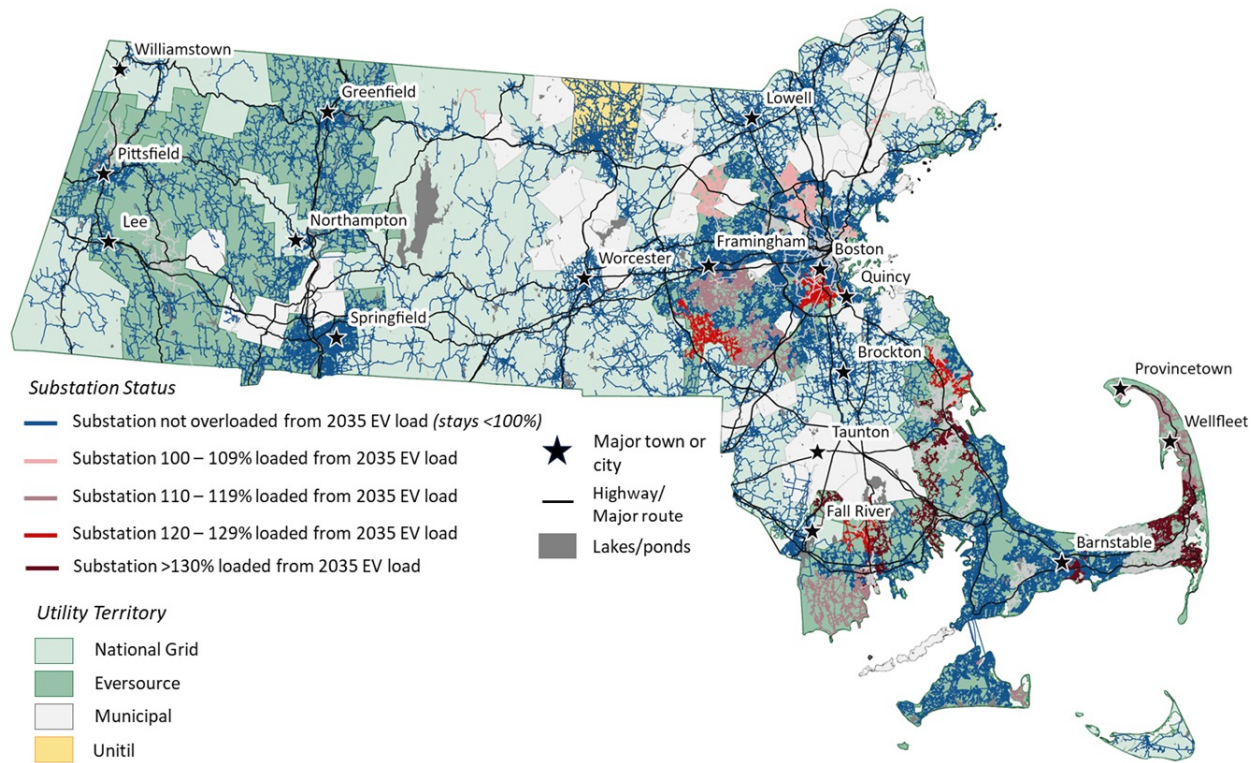 Williamstown
Greenfield
Lowell
Pittsfield
Lee
Northampton
Framingham
Boston
Worcester
Quincy
Springfield
Brockton
Provincetown
Wellfleet
Taunton
Fall River
Barnstable
Substation Status
Substation not overloaded from 2035 EV load (stays <100%)
Substation 100 – 109% loaded from 2035 EV load
Substation 110 – 119% loaded from 2035 EV load
Substation 120 – 129% loaded from 2035 EV load
Substation >130% loaded from 2035 EV load
Major town or
city
Highway/
Major route
Lakes/ponds
Utility Territory
National Grid
Eversource
Municipal
Unitil